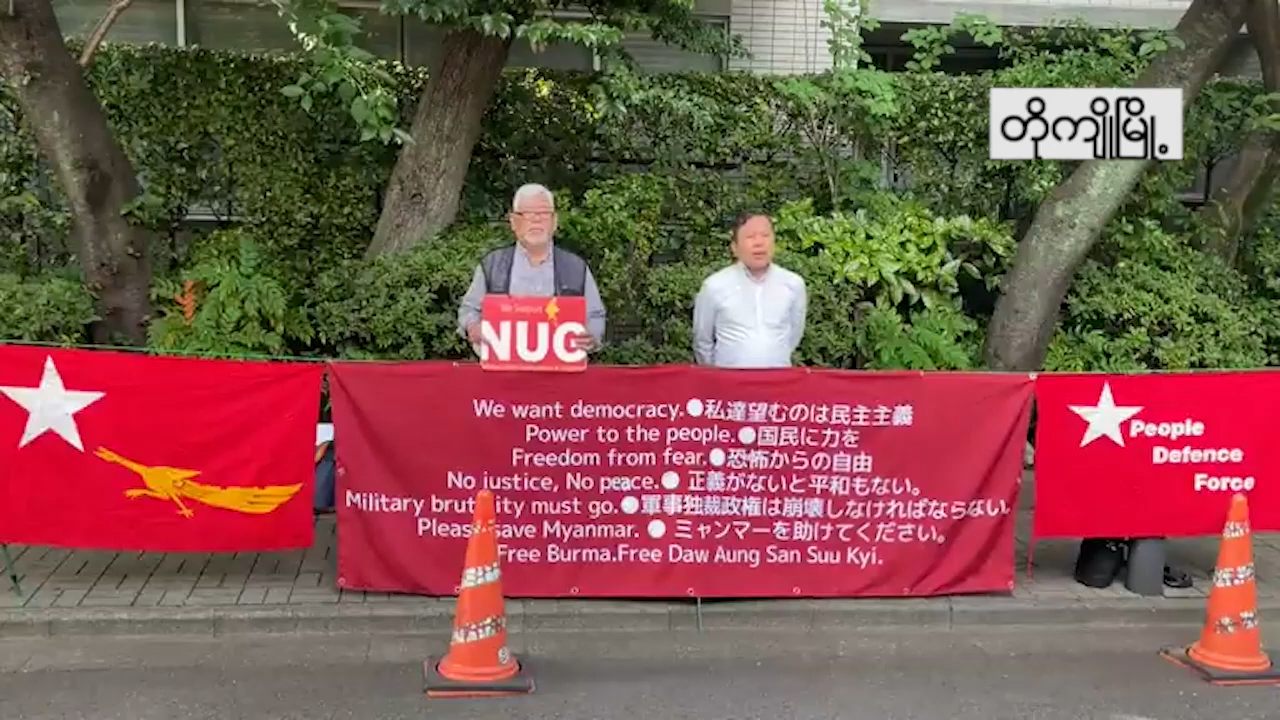 တိုကျိုမြို့
We support
NUG
We want democracy.●私達望むのは民主主義
Power to the people.●国民に力を
Freedom from fear.●恐怖からの自由
No justice, No peace.● 正義がないと平和もない。
Military brutality must go.●軍事独裁政権は崩壊しなければならない.
Please save Myanmar. ● ミャンマーを助けてください。
Free Burma.Free Daw Aung San Suu Kyi.
People
Defence
Force